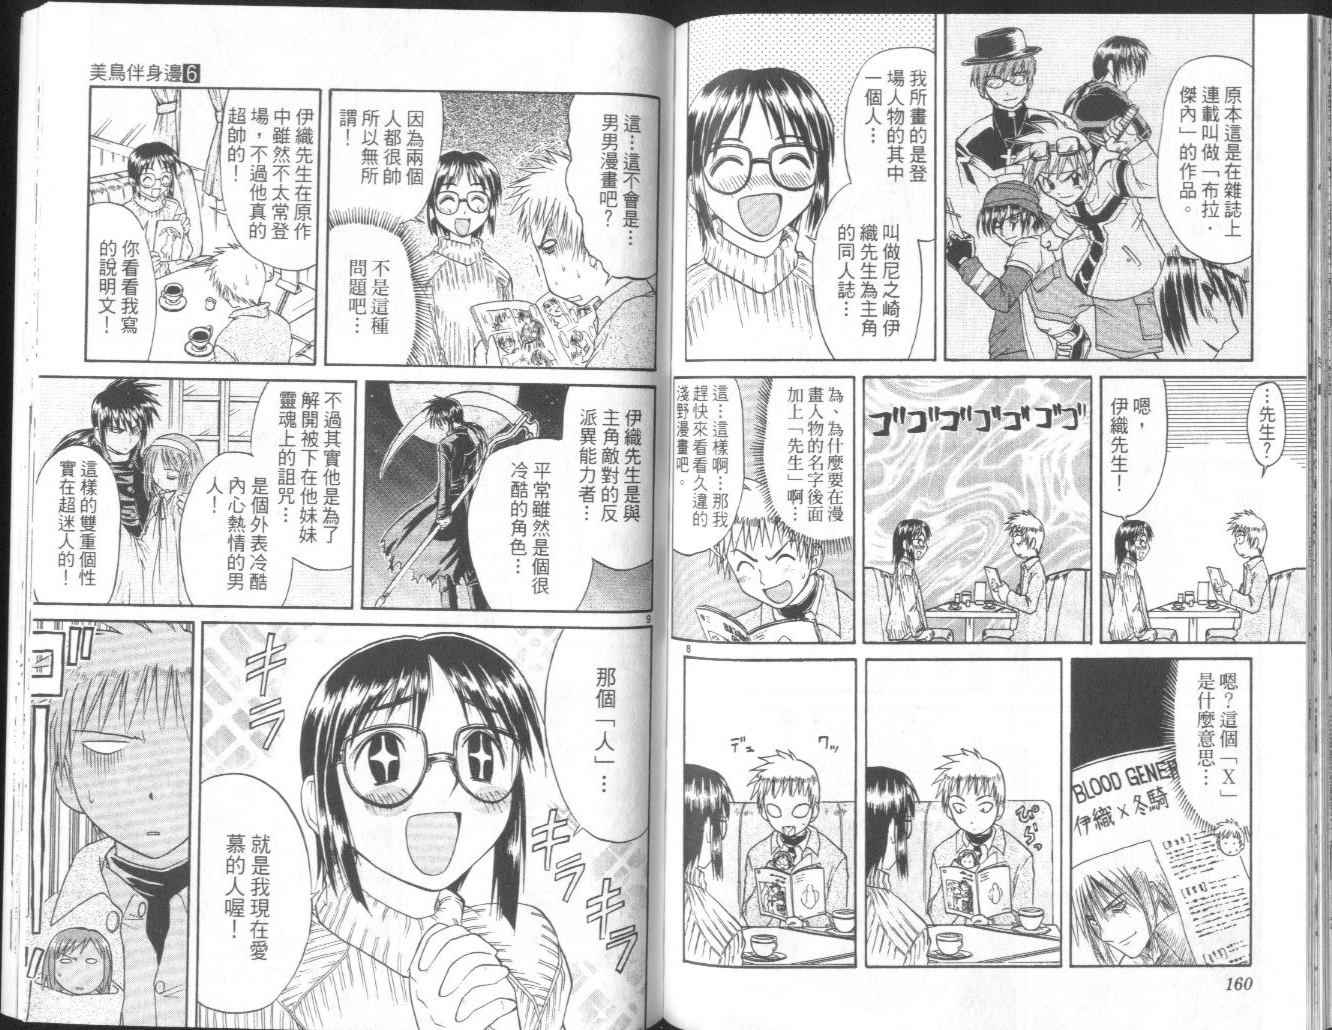 原本這是在雜誌上
連載叫做「布拉．
傑內」的作品。
我所畫的是登
場人物的其中
一個人…
叫做尼之崎伊
織先生為主角
的同人誌…
…先生？
嗯，
伊織先生！
ゴゴゴゴゴゴゴ
為、為什麼要在漫
畫人物的名字後面
加上「先生」啊…
這…這樣啊…那我
趕快來看看久違的
淺野漫畫吧。
8
嗯？這個「X」
是什麼意思…
BLOOD GENER
伊織×冬騎
ぴらっ
デュ
ワッ
160
美鳥伴身邊6
這…這不會是…
男男漫畫吧？
因為兩個
人都很帥
所以無所
謂！
不是這種
問題吧…
伊織先生在原作
中雖然不太常登
場，不過他真的
超帥的！
你看看我寫
的說明文！
伊織先生是與
主角敵對的反
派異能力者…
平常雖然是個很
冷酷的角色…
不過其實他是為了
解開被下在他妹妹
靈魂上的詛咒…
是個外表冷酷
內心熱情的男
人！
這樣的雙重個性
實在超迷人的！
9
那個「人」…
就是我現在愛
慕的人喔！
キラ
キラ
キラ